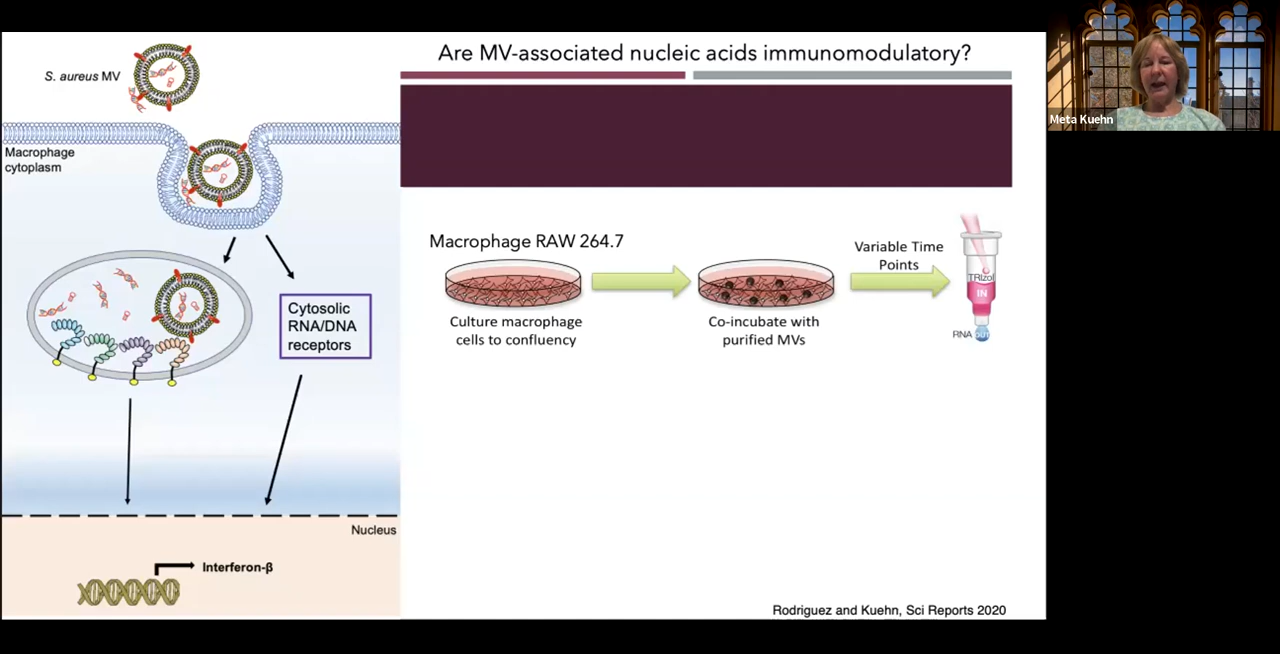 Are MV-associated nucleic acids immunomodulatory?
S. aureus MV
Macrophage
cytoplasm
Cytosolic
RNA/DNA
receptors
Nucleus
Interferon-β
Macrophage RAW 264.7
Culture macrophage
cells to confluency
Co-incubate with
purified MVs
Variable Time
Points
TRIzol
IN
RNA out
Rodriguez and Kuehn, Sci Reports 2020
Meta Kuehn